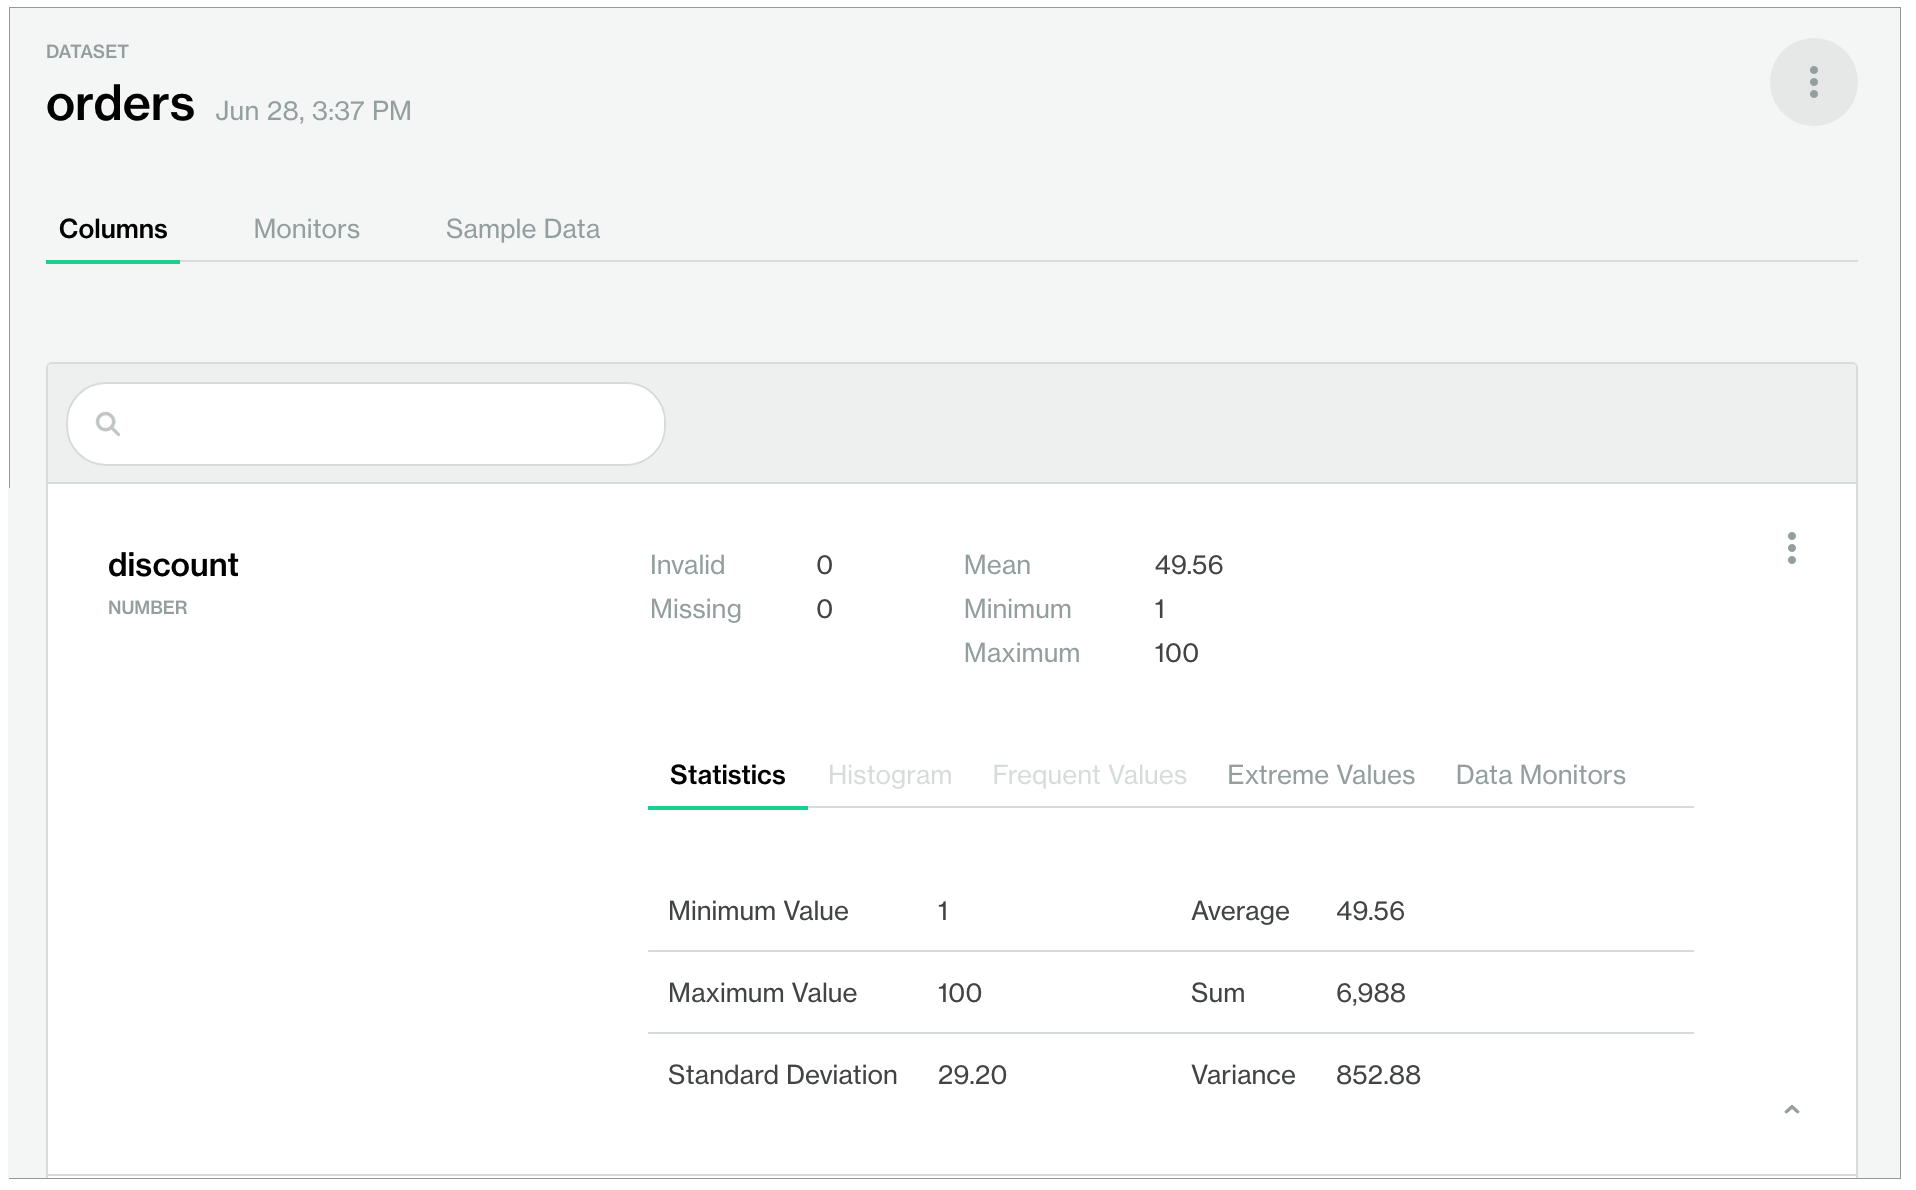 DATASET
orders Jun 28, 3:37 PM
Columns Monitors Sample Data
discount
NUMBER
Invalid 0 Mean 49.56
Missing 0 Minimum 1
Maximum 100
Statistics Histogram Frequent Values Extreme Values Data Monitors
Minimum Value 1 Average 49.56
Maximum Value 100 Sum 6,988
Standard Deviation 29.20 Variance 852.88